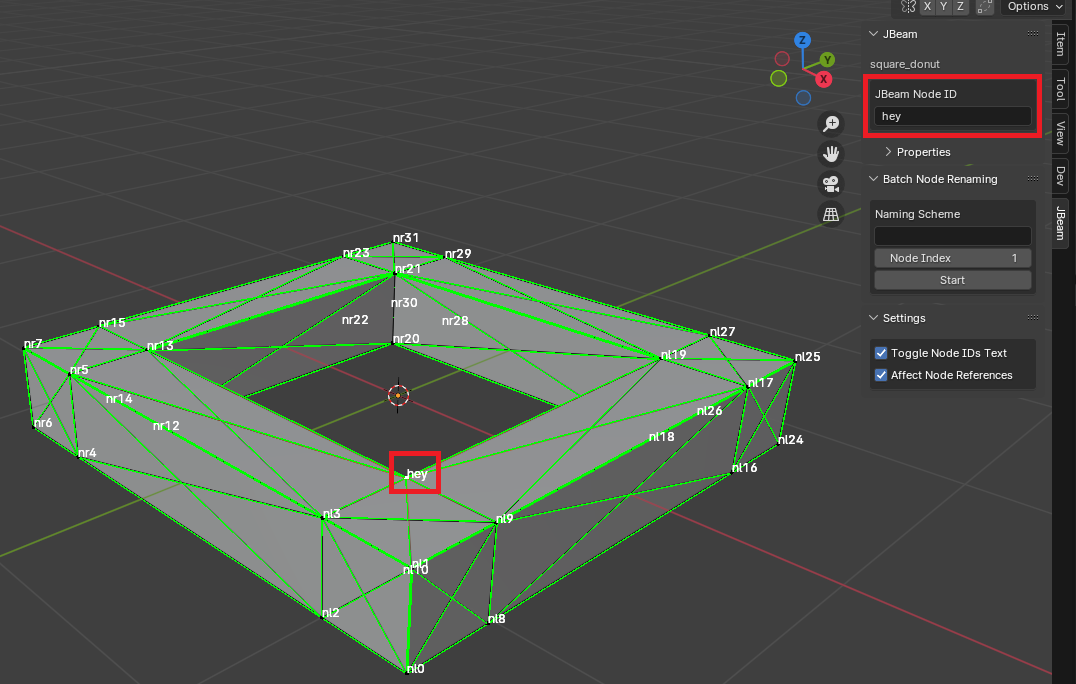 X Y Z Options
JBeam
square_donut
JBeam Node ID
hey
Properties
Batch Node Renaming
Naming Scheme
Node Index 1
Start
Settings
Toggle Node IDs Text
Affect Node References
Item
Tool
View
Dev
JBeam
Z
Y
X
nr31
nr23
nr29
nr21
nr30
nr22
nr28
nr15
nl27
nr7
nr13
nr20
nl19
nl25
nr5
nl17
nr14
nl26
nr6
nr12
nl18
nl24
nr4
nl16
hey
nl3
nl9
nl1
nl10
nl2
nl8
nl0